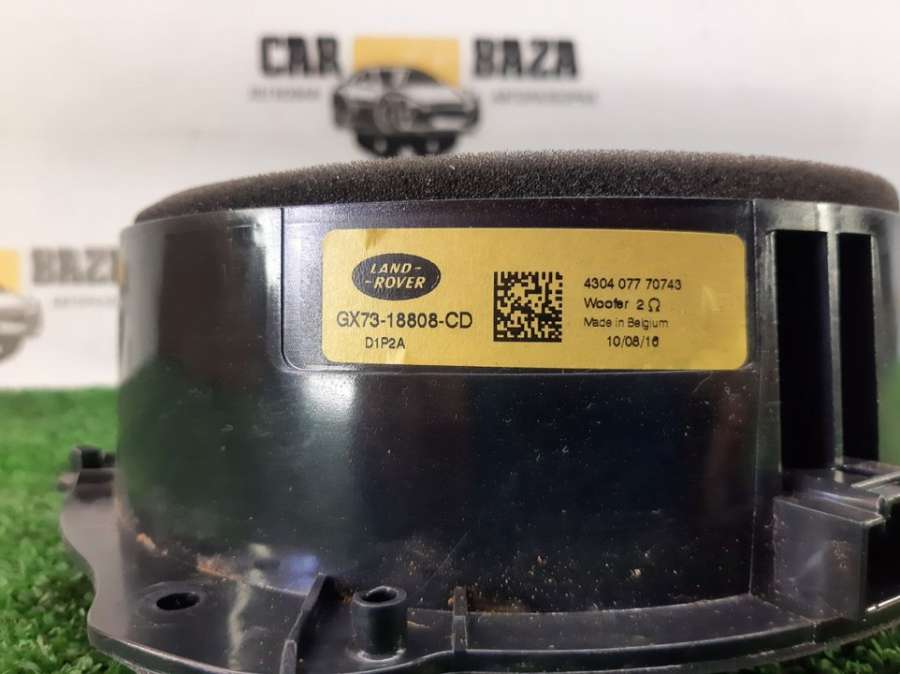 CAR BAZA
BAZA
LAND-
-ROVER
GX73-18808-CD
D1P2A
4304 077 70743
Woofer 2 Ω
Made in Belgium
10/08/16